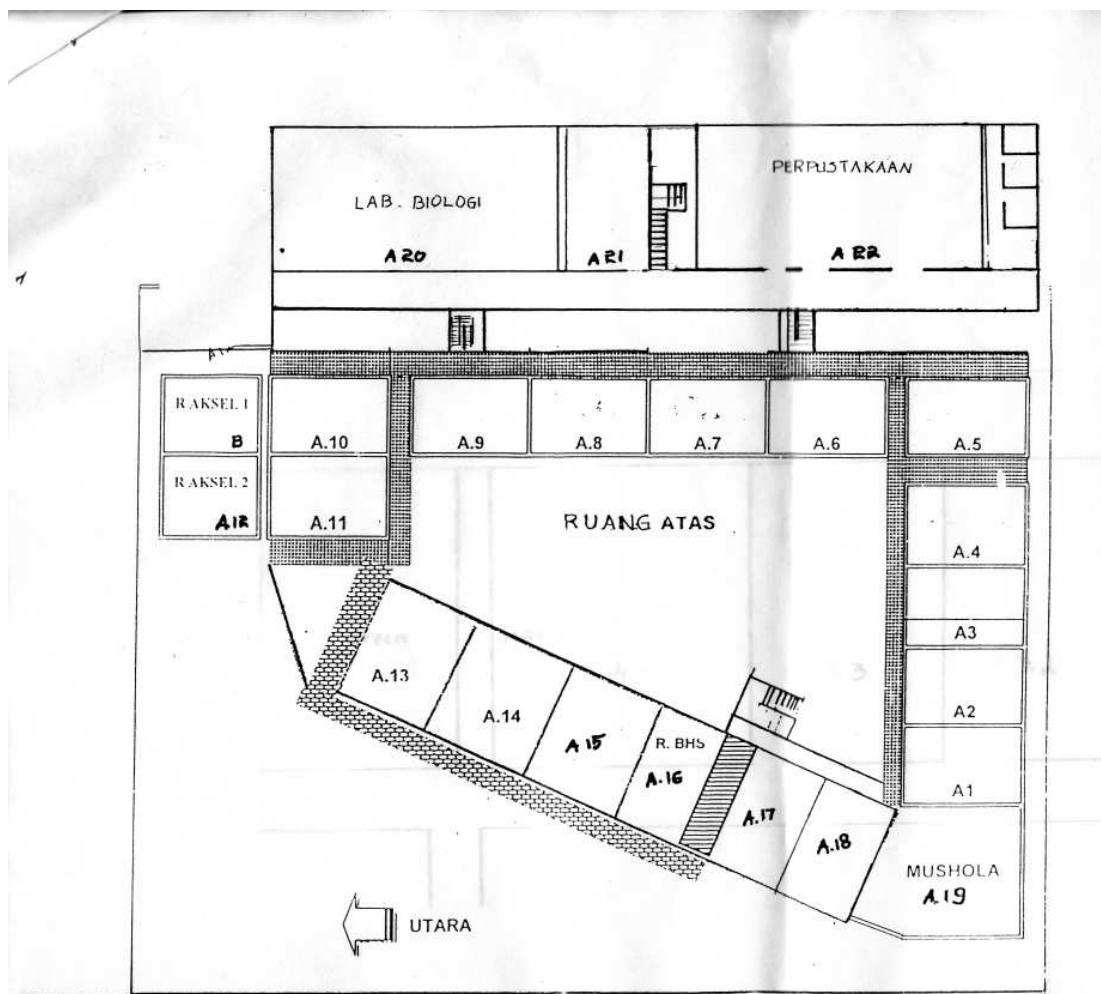 PERPUSTAKAAN
LAB. BIOLOGI
A20
A21
A22
RAKSEL 1
B
A.10
A.9
A.8
A.7
A.6
A.5
RAKSEL 2
A12
A.11
RUANG ATAS
A.4
A3
A.13
A.14
A2
A 15
R. BHS
A.16
A1
A.17
A.18
MUSHOLA
A.19
UTARA